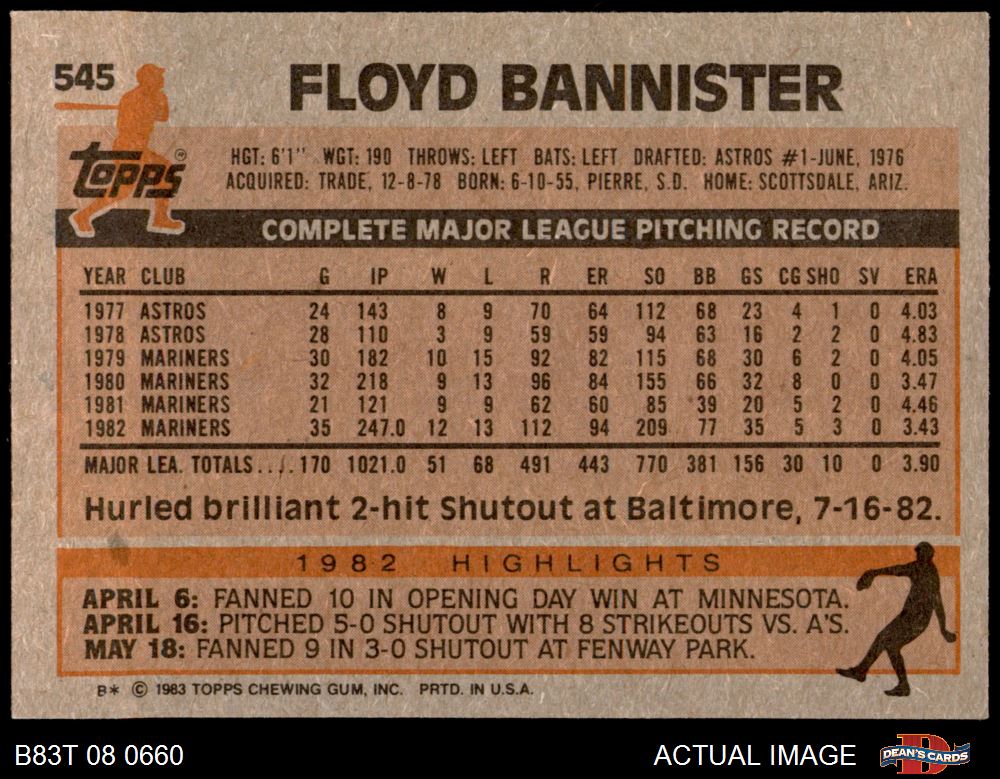 545 FLOYD BANNISTER
Topps®
HGT: 6'1" WGT: 190 THROWS: LEFT BATS: LEFT DRAFTED: ASTROS #1-JUNE, 1976
ACQUIRED: TRADE, 12-8-78 BORN: 6-10-55, PIERRE, S.D. HOME: SCOTTSDALE, ARIZ.
COMPLETE MAJOR LEAGUE PITCHING RECORD
YEAR CLUB G IP W L R ER SO BB GS CG SHO SV ERA
1977 ASTROS 24 143 8 9 70 64 112 68 23 4 1 0 4.03
1978 ASTROS 28 110 3 9 59 59 94 63 16 2 2 0 4.83
1979 MARINERS 30 182 10 15 92 82 115 68 30 6 2 0 4.05
1980 MARINERS 32 218 9 13 96 84 155 66 32 8 0 0 3.47
1981 MARINERS 21 121 9 9 62 60 85 39 20 5 2 0 4.46
1982 MARINERS 35 247.0 12 13 112 94 209 77 35 5 3 0 3.43
MAJOR LEA. TOTALS.... 170 1021.0 51 68 491 443 770 381 156 30 10 0 3.90
Hurled brilliant 2-hit Shutout at Baltimore, 7-16-82.
1982 HIGHLIGHTS
APRIL 6: FANNED 10 IN OPENING DAY WIN AT MINNESOTA.
APRIL 16: PITCHED 5-0 SHUTOUT WITH 8 STRIKEOUTS VS. A'S.
MAY 18: FANNED 9 IN 3-0 SHUTOUT AT FENWAY PARK.
B* © 1983 TOPPS CHEWING GUM, INC. PRTD. IN U.S.A.
B83T 08 0660 ACTUAL IMAGE D DEAN'S CARDS